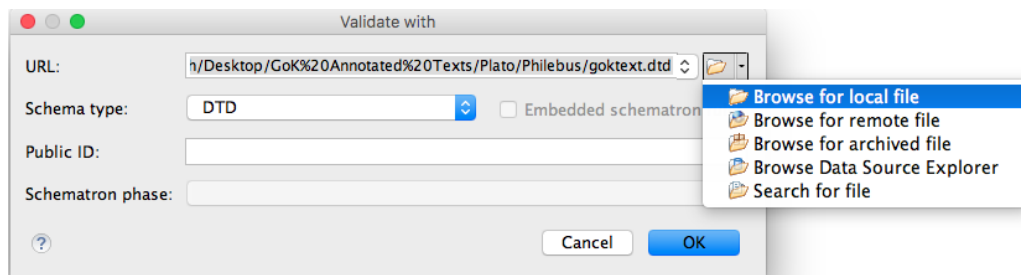 Validate with
URL:
n/Desktop/GoK%20Annotated%20Texts/Plato/Philebus/goktext.dtd
Browse for local file
Schema type:
DTD
Embedded schematron
Browse for remote file
Browse for archived file
Public ID:
Browse Data Source Explorer
Schematron phase:
Search for file
?
Cancel
OK